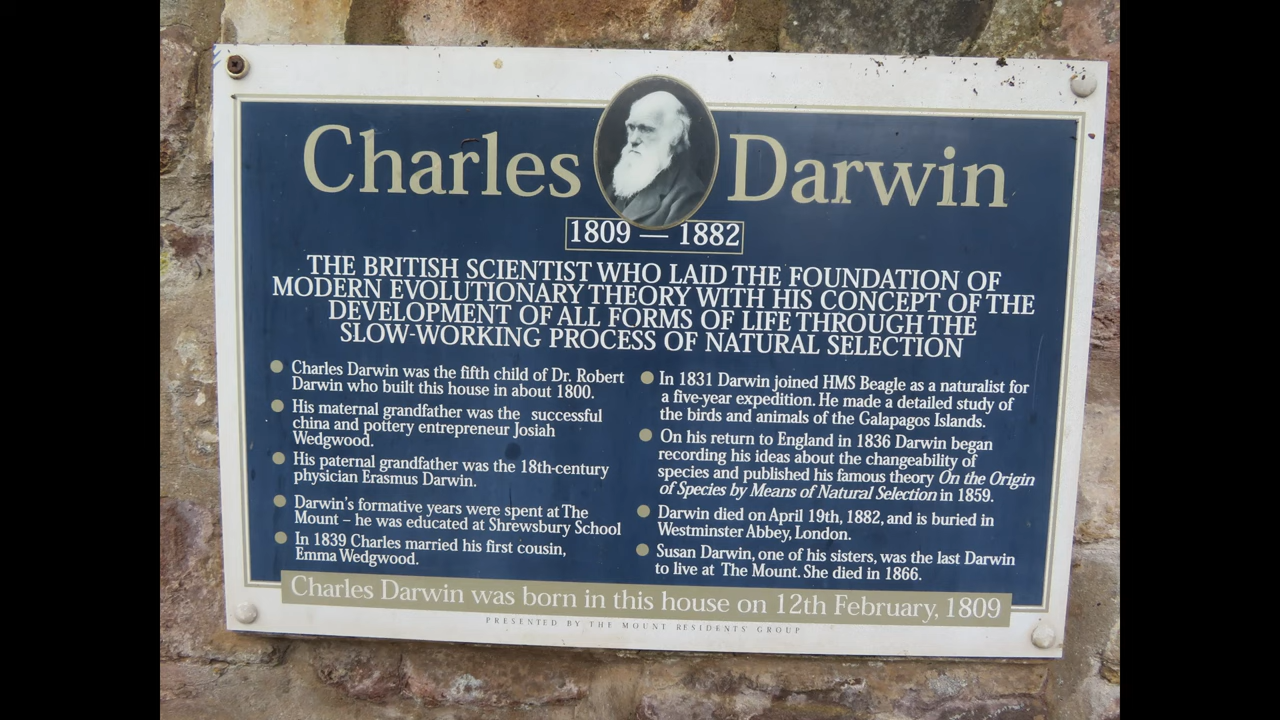 Charles Darwin
1809 — 1882
THE BRITISH SCIENTIST WHO LAID THE FOUNDATION OF
MODERN EVOLUTIONARY THEORY WITH HIS CONCEPT OF THE
DEVELOPMENT OF ALL FORMS OF LIFE THROUGH THE
SLOW-WORKING PROCESS OF NATURAL SELECTION
Charles Darwin was the fifth child of Dr. Robert
Darwin who built this house in about 1800.
His maternal grandfather was the successful
china and pottery entrepreneur Josiah
Wedgwood.
His paternal grandfather was the 18th-century
physician Erasmus Darwin.
Darwin's formative years were spent at The
Mount – he was educated at Shrewsbury School
In 1839 Charles married his first cousin,
Emma Wedgwood.
In 1831 Darwin joined HMS Beagle as a naturalist for
a five-year expedition. He made a detailed study of
the birds and animals of the Galapagos Islands.
On his return to England in 1836 Darwin began
recording his ideas about the changeability of
species and published his famous theory On the Origin
of Species by Means of Natural Selection in 1859.
Darwin died on April 19th, 1882, and is buried in
Westminster Abbey, London.
Susan Darwin, one of his sisters, was the last Darwin
to live at The Mount. She died in 1866.
Charles Darwin was born in this house on 12th February, 1809
PRESENTED BY THE MOUNT RESIDENTS' GROUP